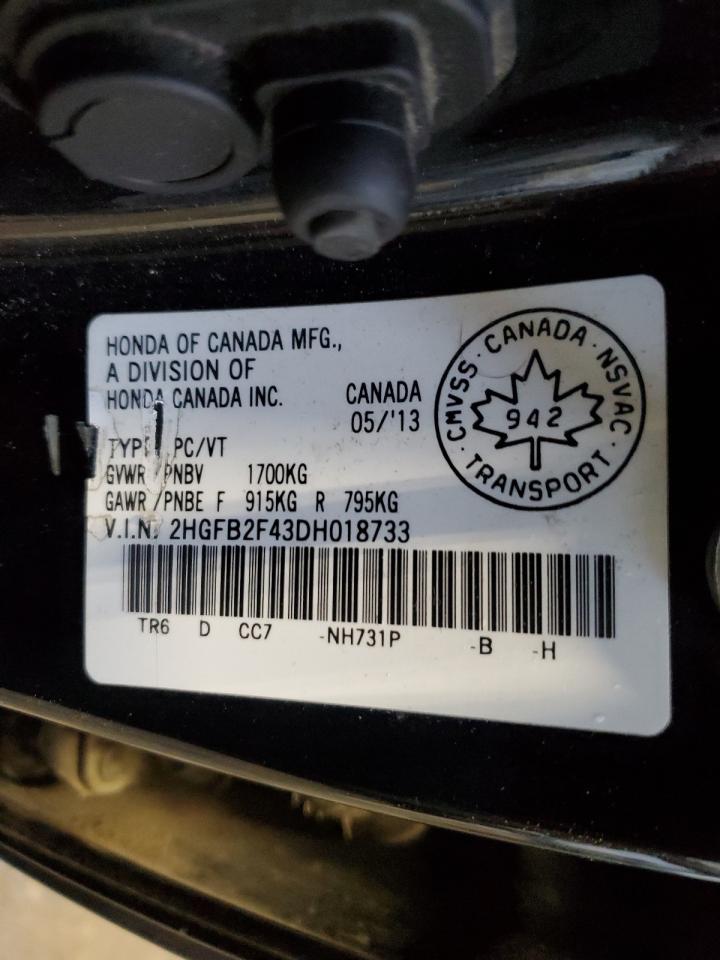 HONDA OF CANADA MFG.,
A DIVISION OF
HONDA CANADA INC.
CANADA
05/'13
CMVSS · CANADA · NSVAC · TRANSPORT ·
942
TYPE PC/VT
GVWR/PNBV 1700KG
GAWR/PNBE F 915KG R 795KG
V.I.N. 2HGFB2F43DH018733
TR6 D CC7 -NH731P -B -H